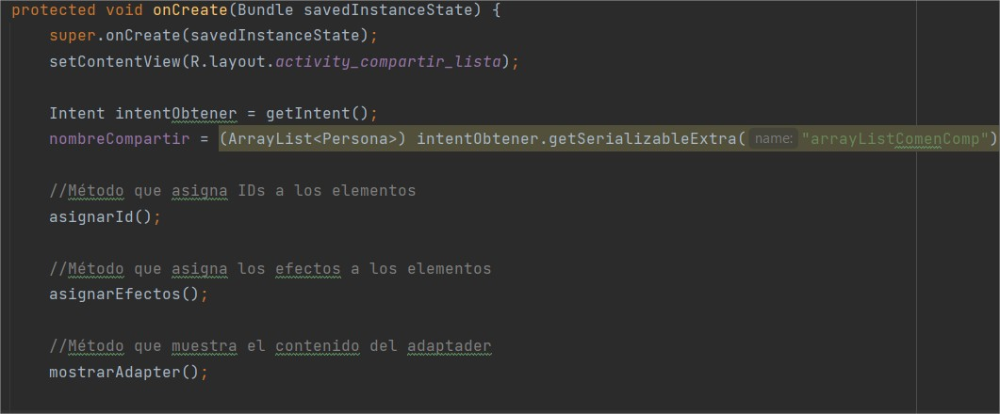 protected void onCreate(Bundle savedInstanceState) {
super.onCreate(savedInstanceState);
setContentView(R.layout.activity_compartir_lista);
Intent intentObtener = getIntent();
nombreCompartir = (ArrayList<Persona>) intentObtener.getSerializableExtra( name: "arrayListComenComp")
//Método que asigna IDs a los elementos
asignarId();
//Método que asigna los efectos a los elementos
asignarEfectos();
//Método que muestra el contenido del adaptader
mostrarAdapter();